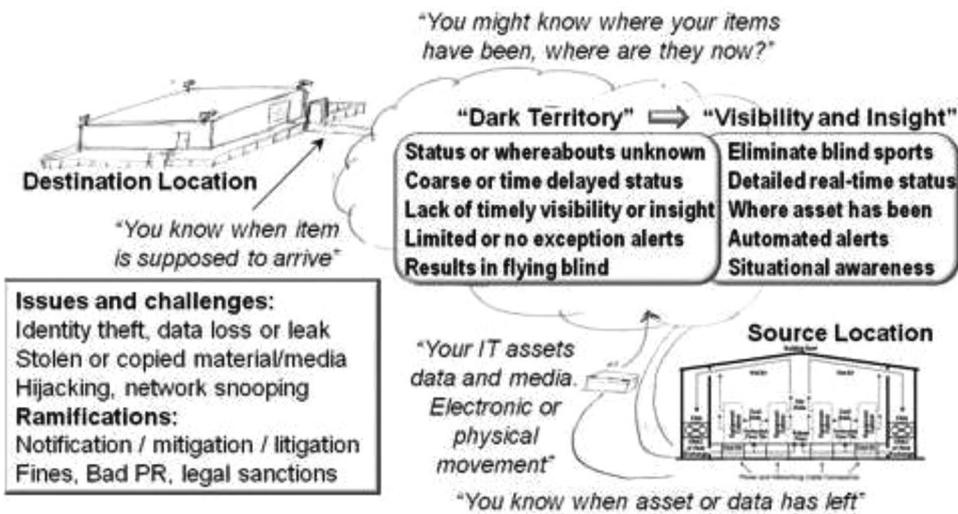 "You might know where your items
have been, where are they now?"
"Dark Territory"
"Visibility and Insight"
Status or whereabouts unknown
Coarse or time delayed status
Lack of timely visibility or insight
Limited or no exception alerts
Results in flying blind
Eliminate blind sports
Detailed real-time status
Where asset has been
Automated alerts
Situational awareness
Destination Location
"You know when item
is supposed to arrive"
Issues and challenges:
Identity theft, data loss or leak
Stolen or copied material/media
Hijacking, network snooping
Ramifications:
Notification / mitigation / litigation
Fines, Bad PR, legal sanctions
"Your IT assets
data and media.
Electronic or
physical
movement"
Source Location
"You know when asset or data has left"